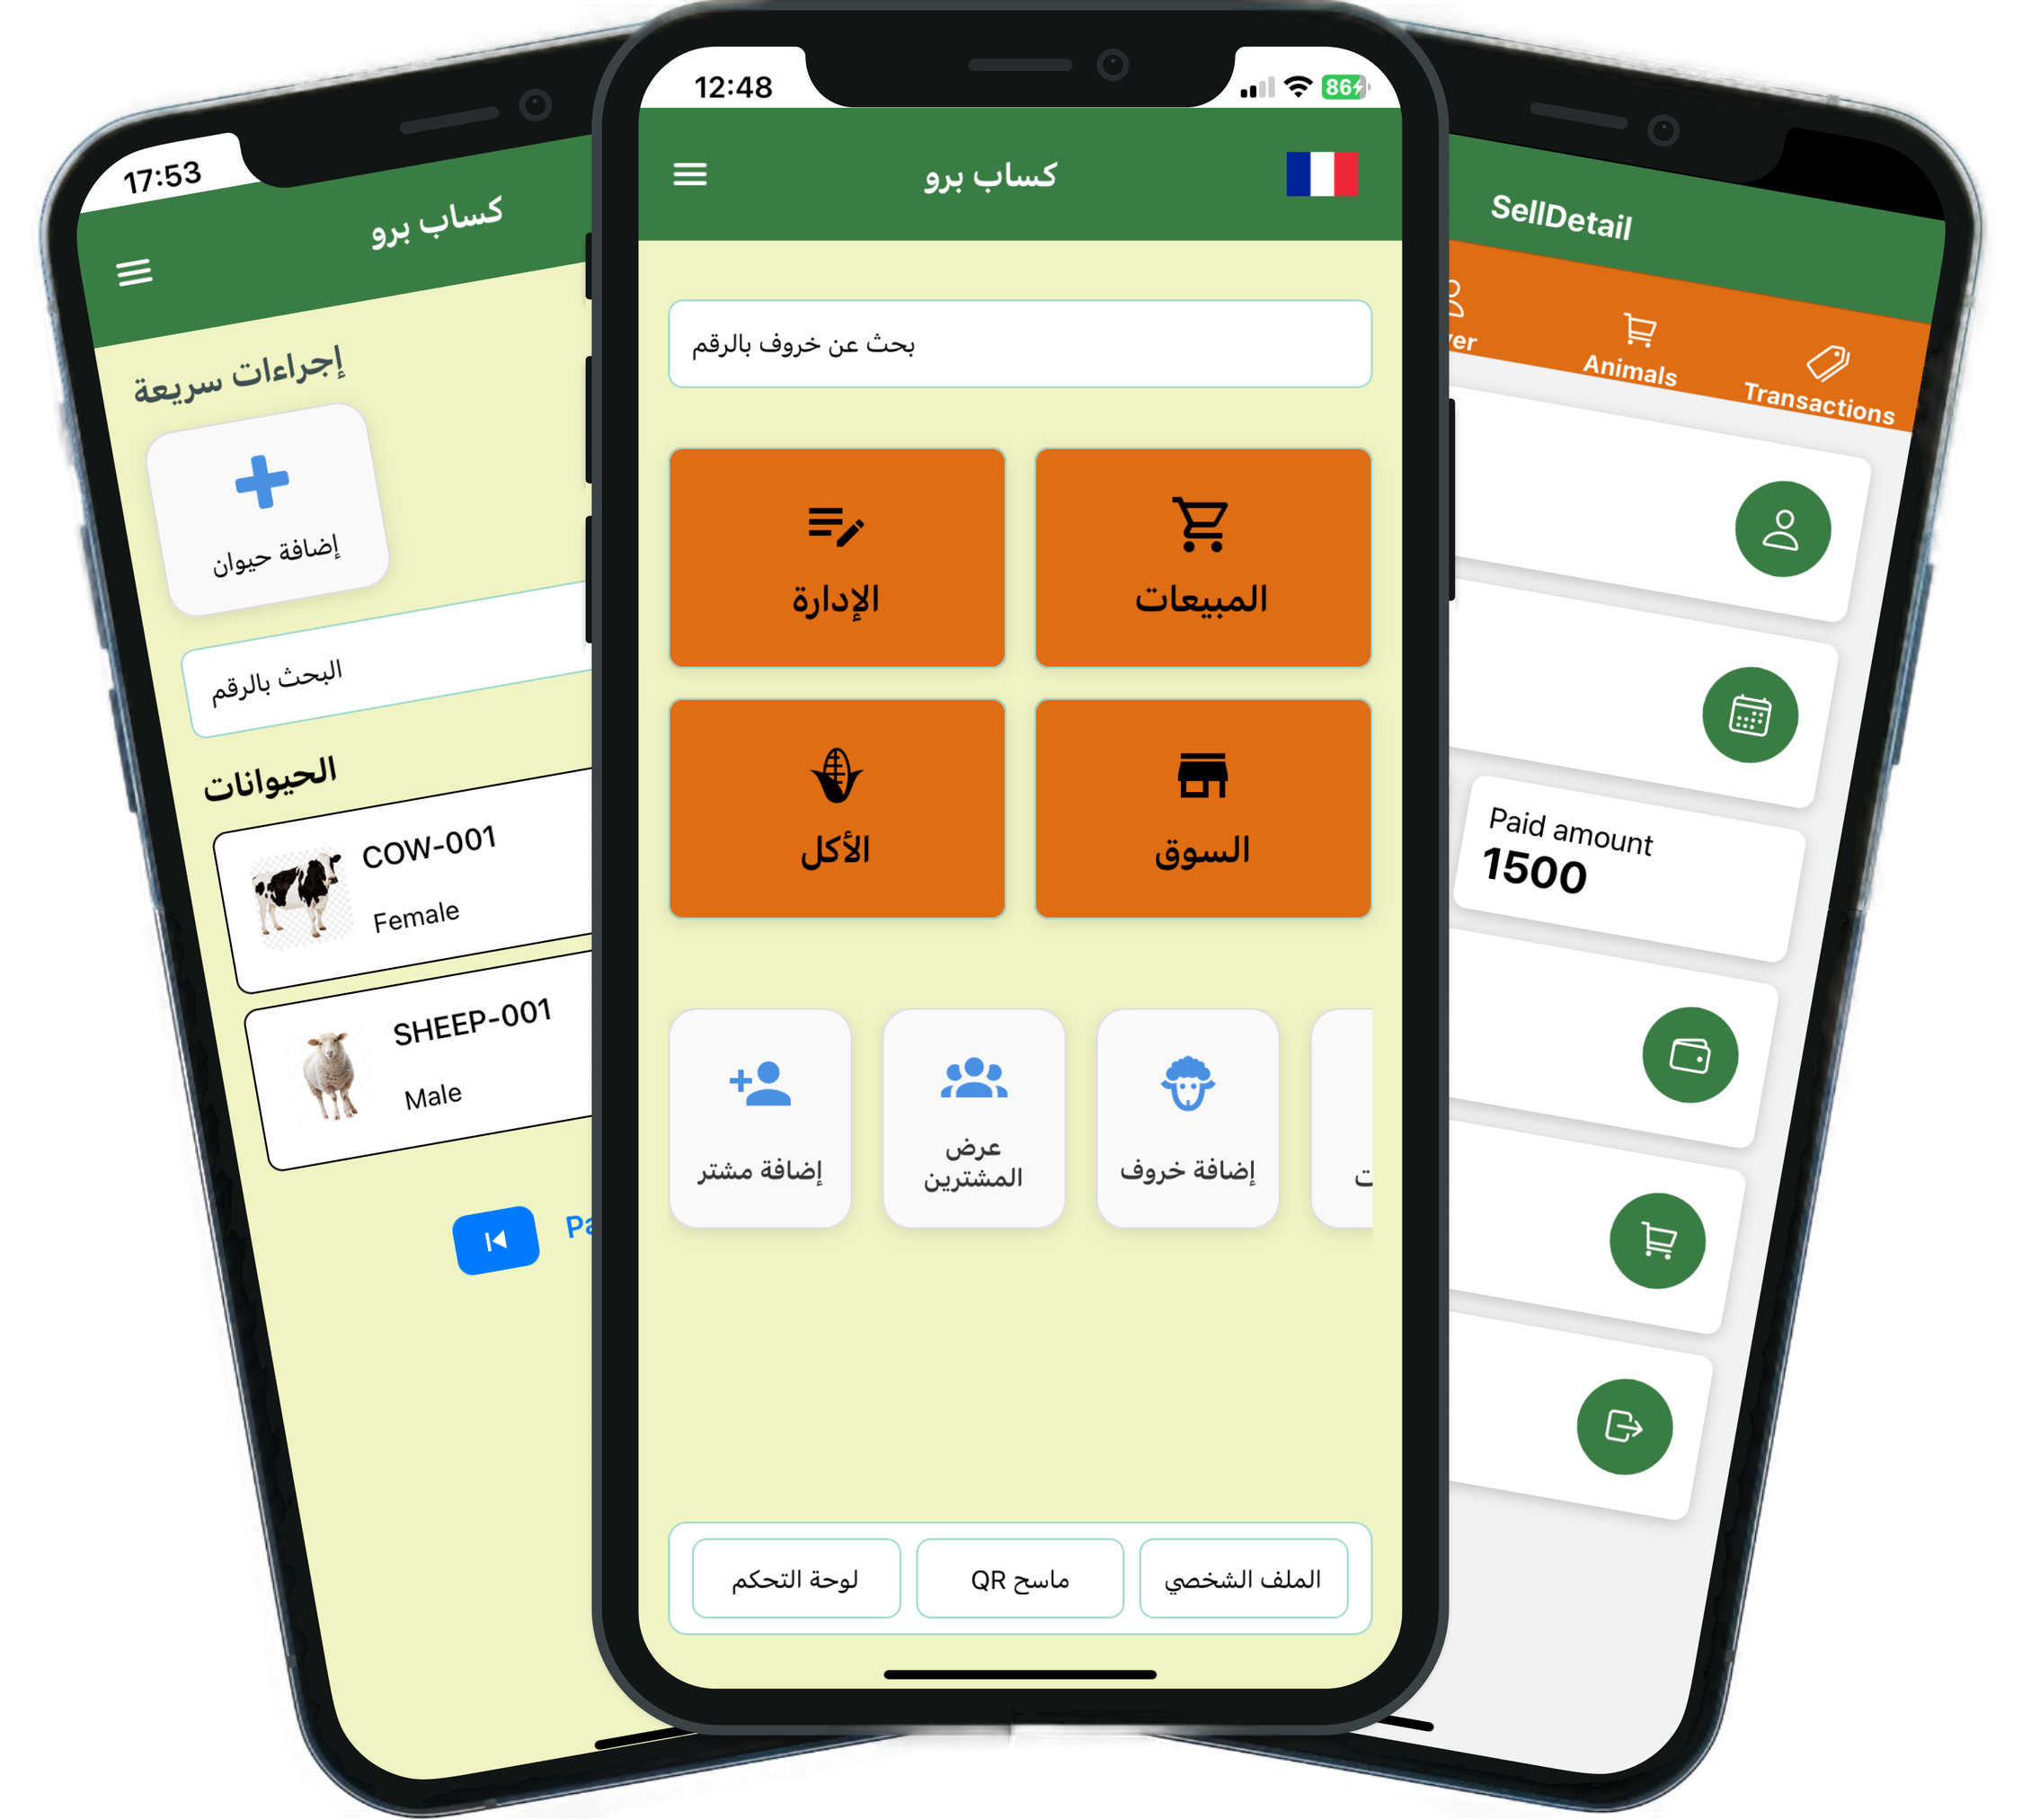 17:53
كساب برو
إجراءات سريعة
إضافة حيوان
البحث بالرقم
الحيوانات
COW-001
Female
SHEEP-001
Male
12:48
86
كساب برو
بحث عن خروف بالرقم
المبيعات
الإدارة
السوق
الأكل
إضافة مشتر
عرض
المشترين
إضافة خروف
لوحة التحكم
ماسح QR
الملف الشخصي
SellDetail
Animals
Transactions
Paid amount
1500